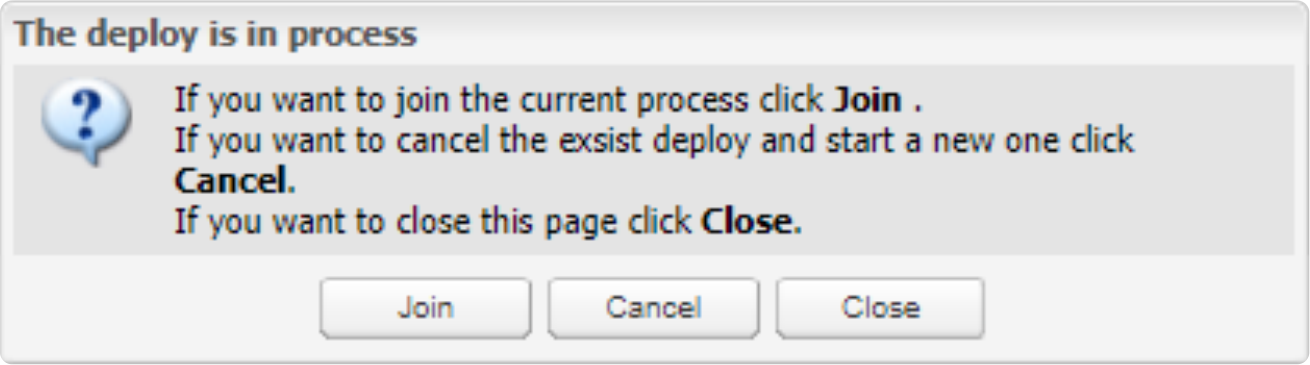 The deploy is in process
?
If you want to join the current process click Join .
If you want to cancel the exsist deploy and start a new one click
Cancel.
If you want to close this page click Close.
Join Cancel Close